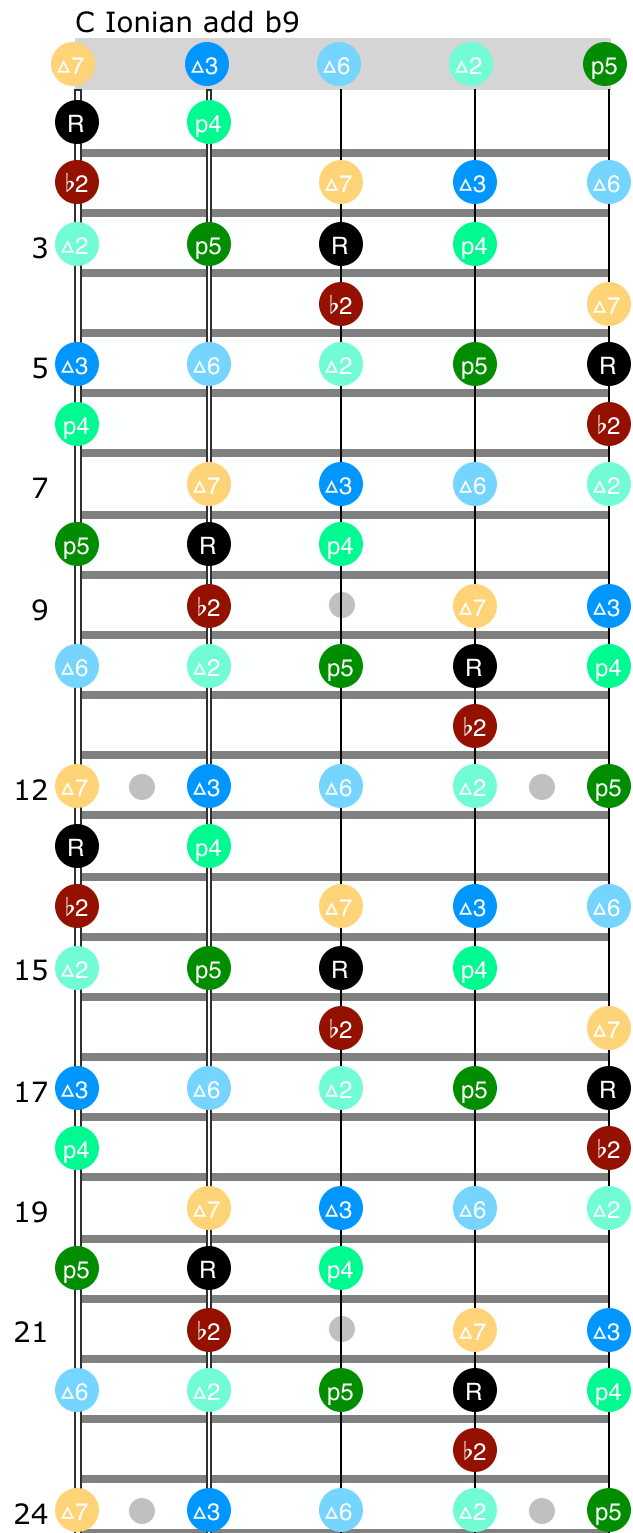 C Ionian add b9
△7 △3 △6 △2 p5
R p4
♭2 △7 △3 △6
3 △2 p5 R p4
♭2 △7
5 △3 △6 △2 p5 R
p4 ♭2
7 △7 △3 △6 △2
p5 R p4
9 ♭2 △7 △3
△6 △2 p5 R p4
♭2
12 △7 △3 △6 △2 p5
R p4
♭2 △7 △3 △6
15 △2 p5 R p4
♭2 △7
17 △3 △6 △2 p5 R
p4 ♭2
19 △7 △3 △6 △2
p5 R p4
21 ♭2 △7 △3
△6 △2 p5 R p4
♭2
24 △7 △3 △6 △2 p5